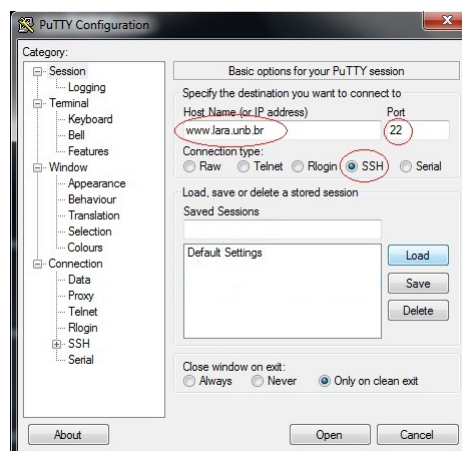 PuTTY Configuration
Category:
Session
Logging
Terminal
Keyboard
Bell
Features
Window
Appearance
Behaviour
Translation
Selection
Colours
Connection
Data
Proxy
Telnet
Rlogin
SSH
Serial
Basic options for your PuTTY session
Specify the destination you want to connect to
Host Name (or IP address) Port
www.lara.unb.br 22
Connection type:
Raw Telnet Rlogin SSH Serial
Load, save or delete a stored session
Saved Sessions
Default Settings
Load
Save
Delete
Close window on exit:
Always Never Only on clean exit
About Open Cancel